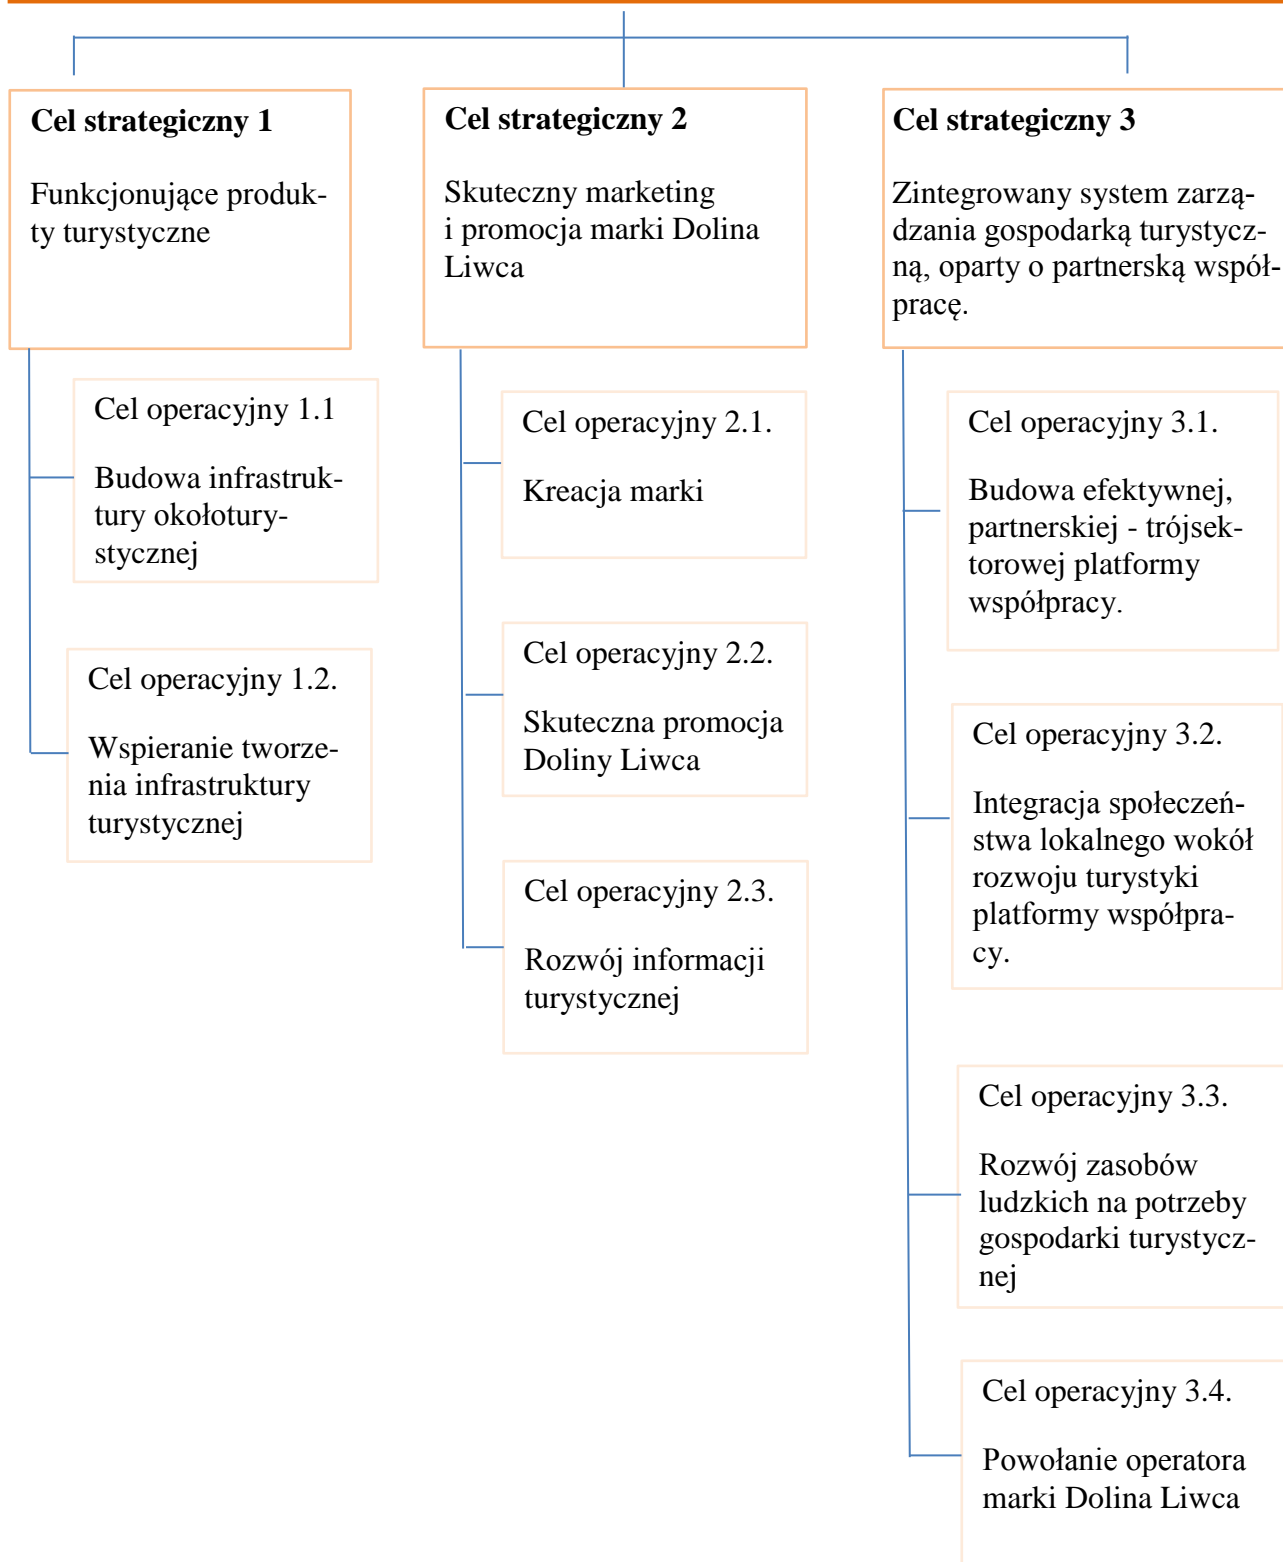 Cel strategiczny 1
Funkcjonujące produk-
ty turystyczne
Cel operacyjny 1.1
Budowa infrastruk-
tury okołotury-
stycznej
Cel operacyjny 1.2.
Wspieranie tworze-
nia infrastruktury
turystycznej
Cel strategiczny 2
Skuteczny marketing
i promocja marki Dolina
Liwca
Cel operacyjny 2.1.
Kreacja marki
Cel operacyjny 2.2.
Skuteczna promocja
Doliny Liwca
Cel operacyjny 2.3.
Rozwój informacji
turystycznej
Cel strategiczny 3
Zintegrowany system zarzą-
dzania gospodarką turystycz-
ną, oparty o partnerską współ-
pracę.
Cel operacyjny 3.1.
Budowa efektywnej,
partnerskiej - trójsek-
torowej platformy
współpracy.
Cel operacyjny 3.2.
Integracja społeczeń-
stwa lokalnego wokół
rozwoju turystyki
platformy współpra-
cy.
Cel operacyjny 3.3.
Rozwój zasobów
ludzkich na potrzeby
gospodarki turystycz-
nej
Cel operacyjny 3.4.
Powołanie operatora
marki Dolina Liwca